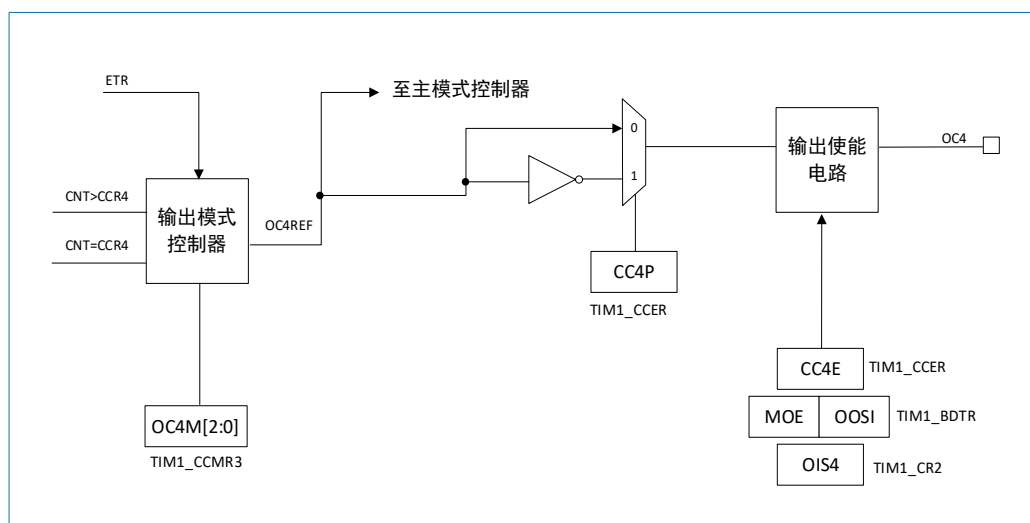 ETR
至主模式控制器
0
1
CNT>CCR4
CNT=CCR4
输出模式
控制器
OC4REF
输出使能
电路
OC4
CC4P
TIM1_CCER
CC4E
TIM1_CCER
MOE
OOSI
TIM1_BDTR
OIS4
TIM1_CR2
OC4M[2:0]
TIM1_CCMR3